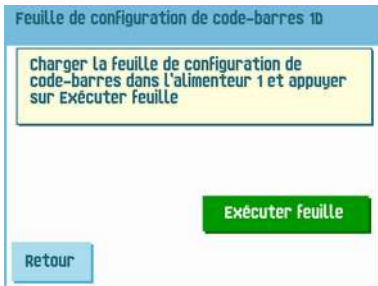 Feuille de configuration de code-barres 1D
Charger la feuille de configuration de
code-barres dans l'alimenteur 1 et appuyer
sur Exécuter feuille
Exécuter feuille
Retour